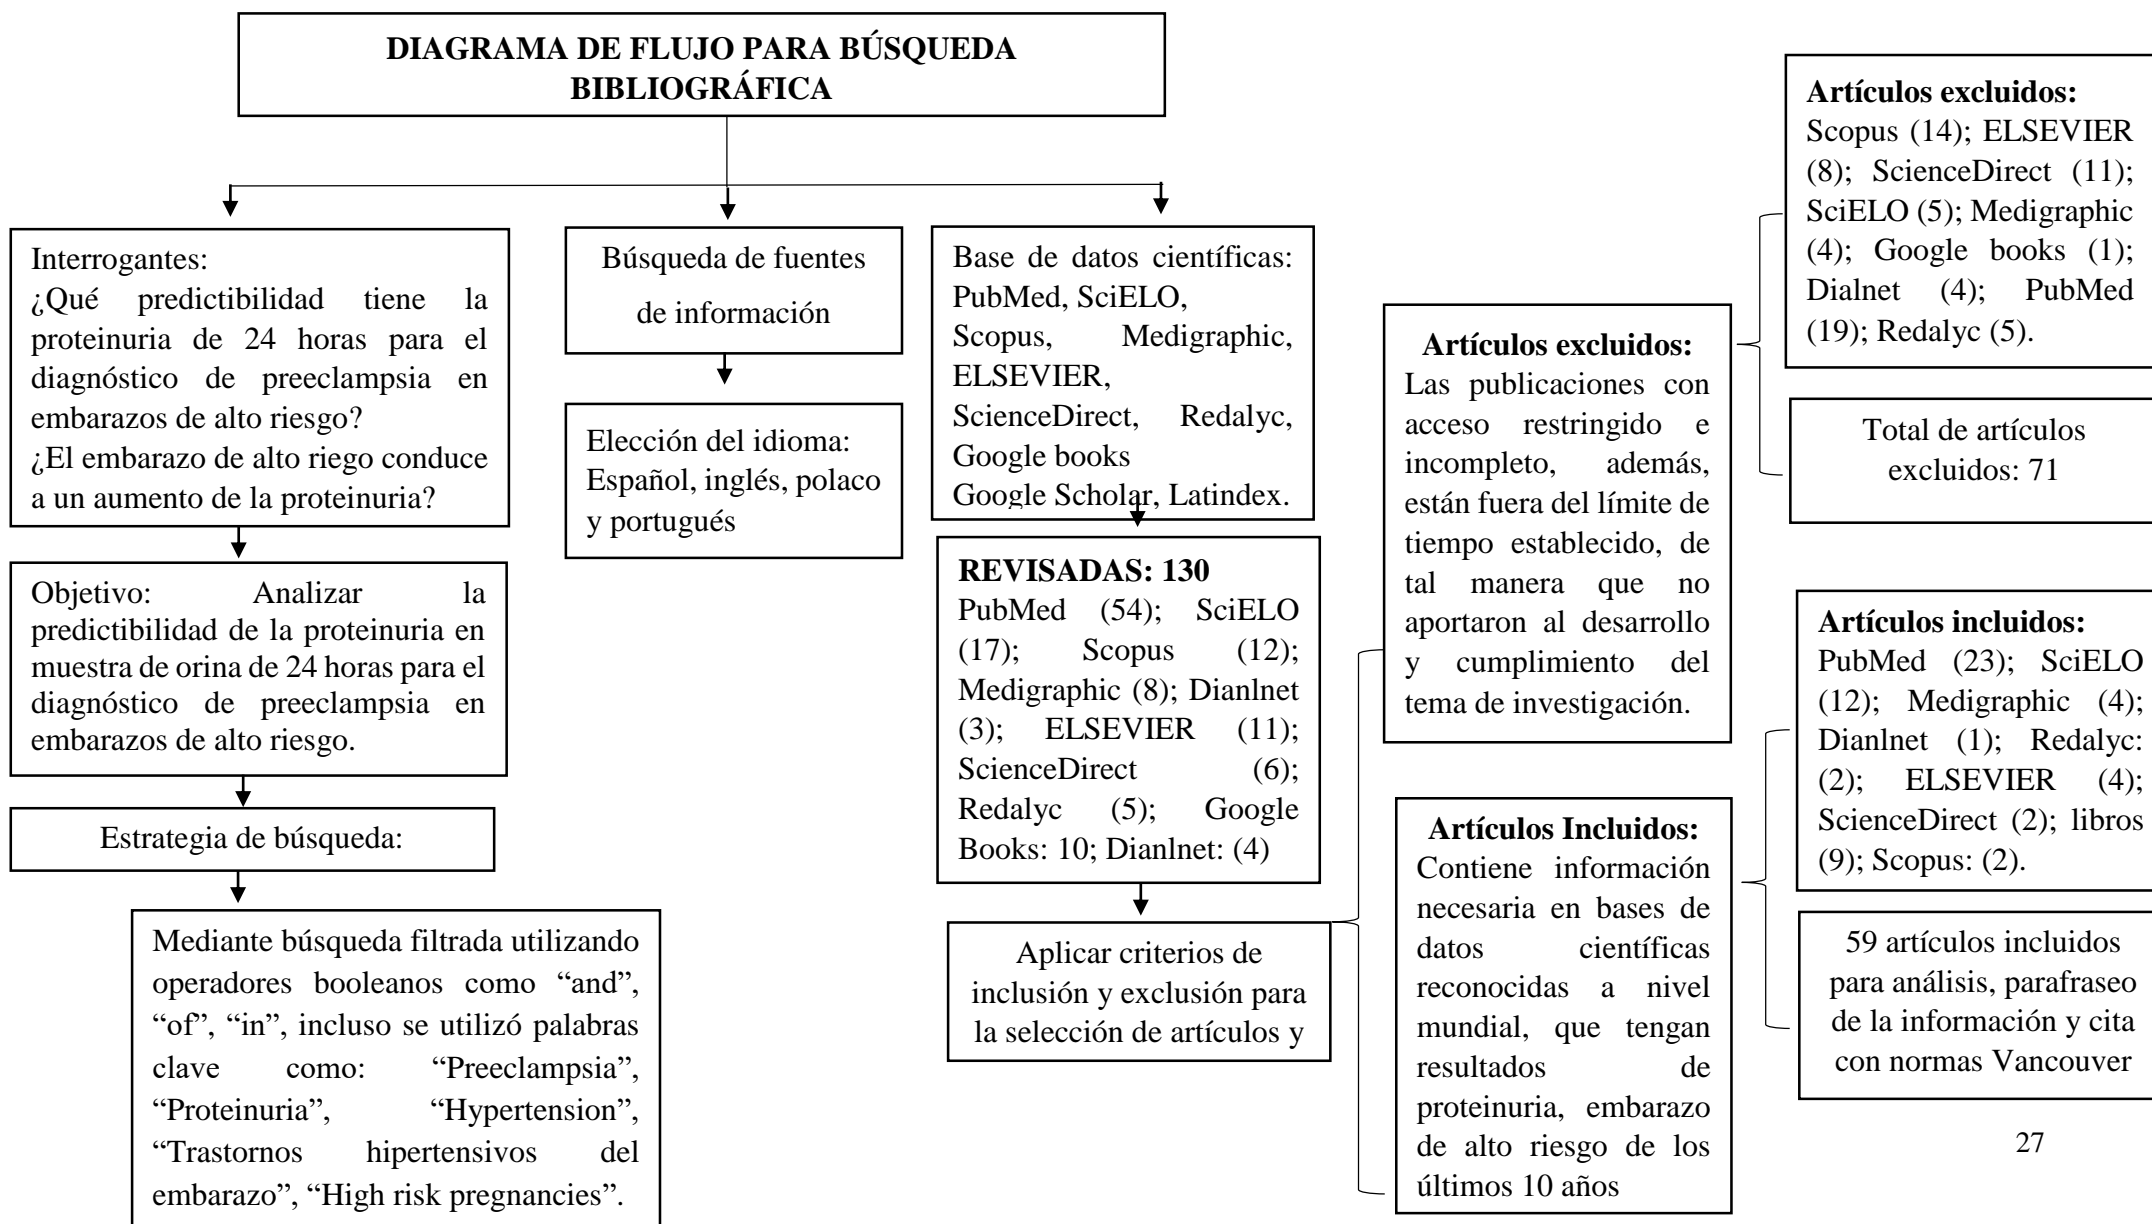 DIAGRAMA DE FLUJO PARA BÚSQUEDA
BIBLIOGRÁFICA
Interrogantes:
¿Qué predictibilidad tiene la
proteinuria de 24 horas para el
diagnóstico de preeclampsia en
embarazos de alto riesgo?
¿El embarazo de alto riego conduce
a un aumento de la proteinuria?
Objetivo: Analizar la
predictibilidad de la proteinuria en
muestra de orina de 24 horas para el
diagnóstico de preeclampsia en
embarazos de alto riesgo.
Estrategia de búsqueda:
Mediante búsqueda filtrada utilizando
operadores booleanos como “and”,
“of”, “in”, incluso se utilizó palabras
clave como: “Preeclampsia”,
“Proteinuria”, “Hypertension”,
“Trastornos hipertensivos del
embarazo”, “High risk pregnancies”.
Búsqueda de fuentes
de información
Elección del idioma:
Español, inglés, polaco
y portugués
Base de datos científicas:
PubMed, SciELO,
Scopus, Medigraphic,
ELSEVIER,
ScienceDirect, Redalyc,
Google books
Google Scholar, Latindex.
REVISADAS: 130
PubMed (54); SciELO
(17); Scopus (12);
Medigraphic (8); Dianlnet
(3); ELSEVIER (11);
ScienceDirect (6);
Redalyc (5); Google
Books: 10; Dianlnet: (4)
Aplicar criterios de
inclusión y exclusión para
la selección de artículos y
Artículos excluidos:
Las publicaciones con
acceso restringido e
incompleto, además,
están fuera del límite de
tiempo establecido, de
tal manera que no
aportaron al desarrollo
y cumplimiento del
tema de investigación.
Artículos Incluidos:
Contiene información
necesaria en bases de
datos científicas
reconocidas a nivel
mundial, que tengan
resultados de
proteinuria, embarazo
de alto riesgo de los
últimos 10 años
Artículos excluidos:
Scopus (14); ELSEVIER
(8); ScienceDirect (11);
SciELO (5); Medigraphic
(4); Google books (1);
Dialnet (4); PubMed
(19); Redalyc (5).
Total de artículos
excluidos: 71
Artículos incluidos:
PubMed (23); SciELO
(12); Medigraphic (4);
Dianlnet (1); Redalyc:
(2); ELSEVIER (4);
ScienceDirect (2); libros
(9); Scopus: (2).
59 artículos incluidos
para análisis, parafraseo
de la información y cita
con normas Vancouver
27